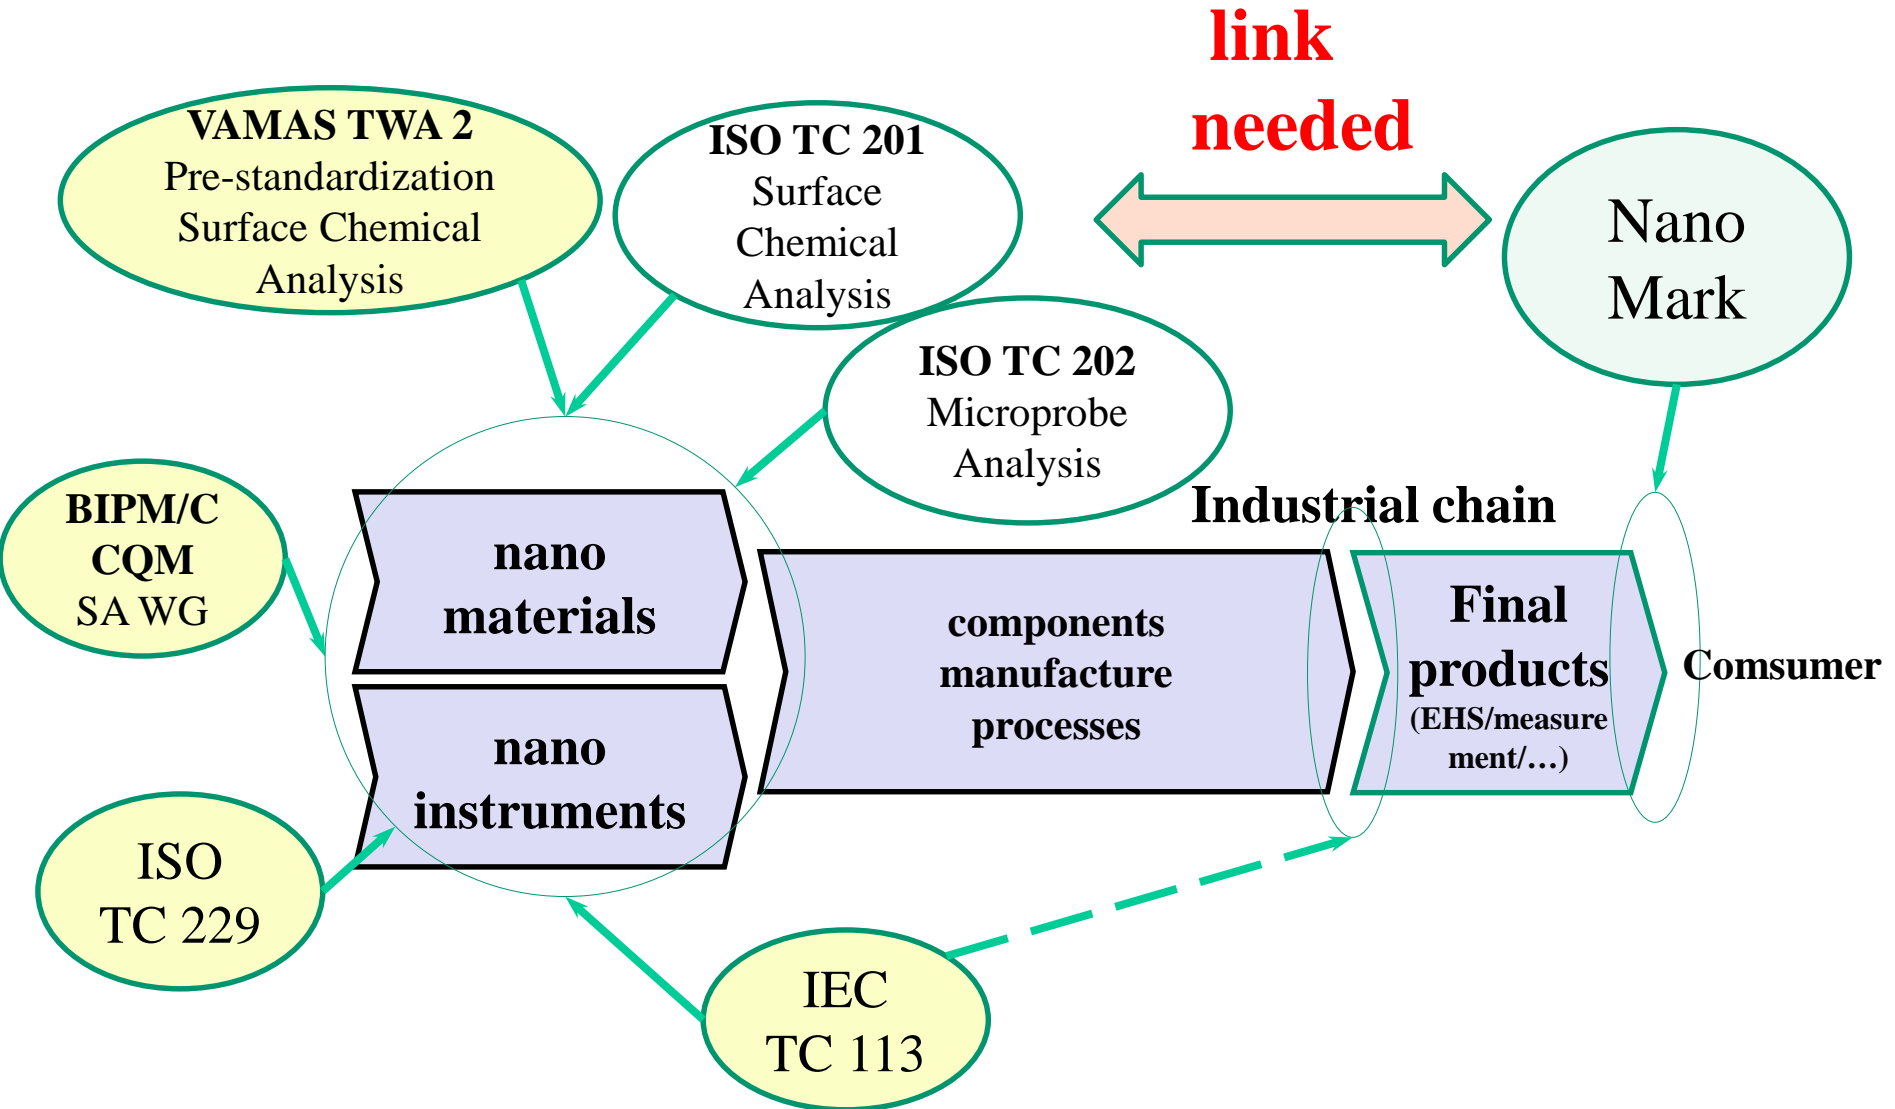 link
needed
VAMAS TWA 2
Pre-standardization
Surface Chemical
Analysis
ISO TC 201
Surface
Chemical
Analysis
Nano
Mark
ISO TC 202
Microprobe
Analysis
BIPM/C
CQM
SA WG
Industrial chain
nano
materials
components
manufacture
processes
Final
products
(EHS/measure
ment/…)
Comsumer
nano
instruments
ISO
TC 229
IEC
TC 113